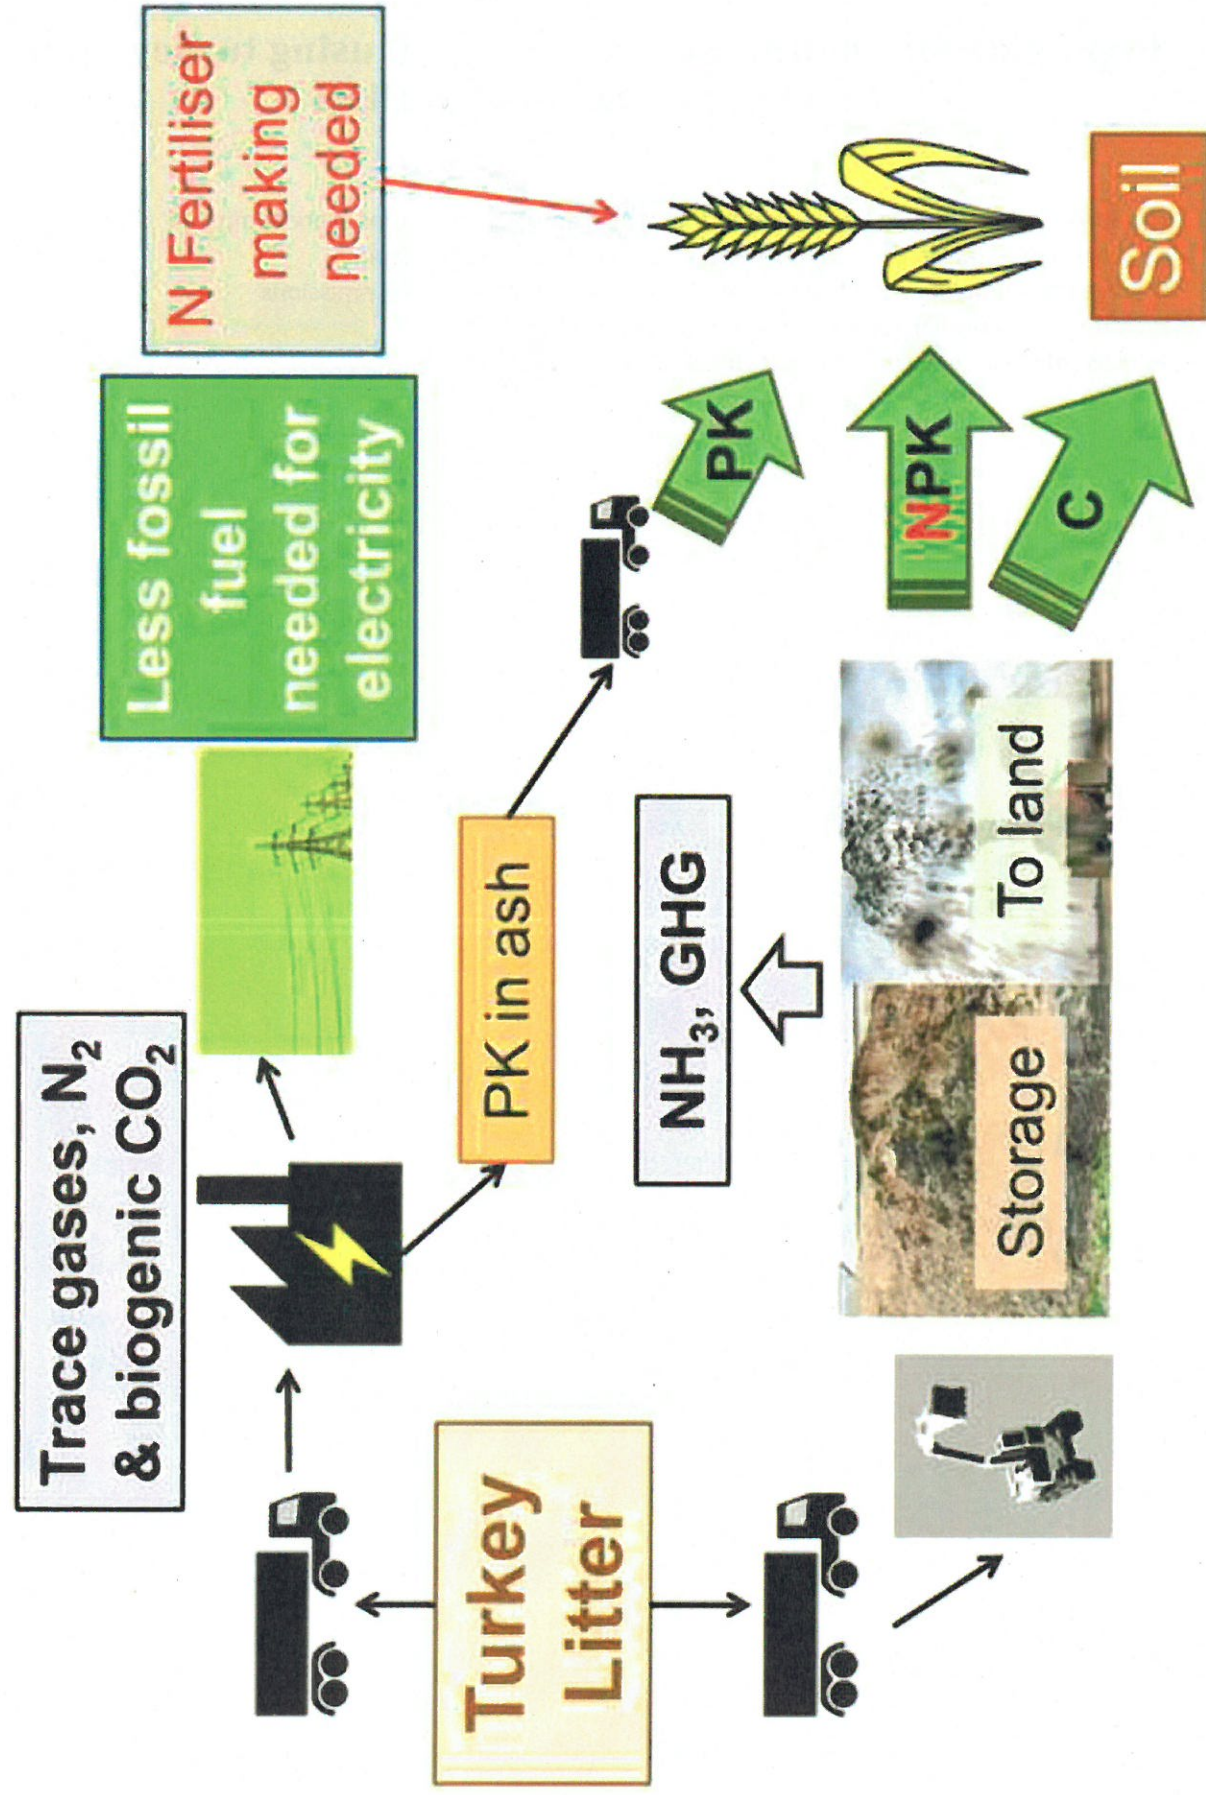 Trace gases, N₂
& biogenic CO₂
Less fossil
fuel
needed for
electricity
N Fertiliser
making
needed
Turkey
Litter
PK in ash
PK
NH₃, GHG
NPK
C
Storage
To land
Soil